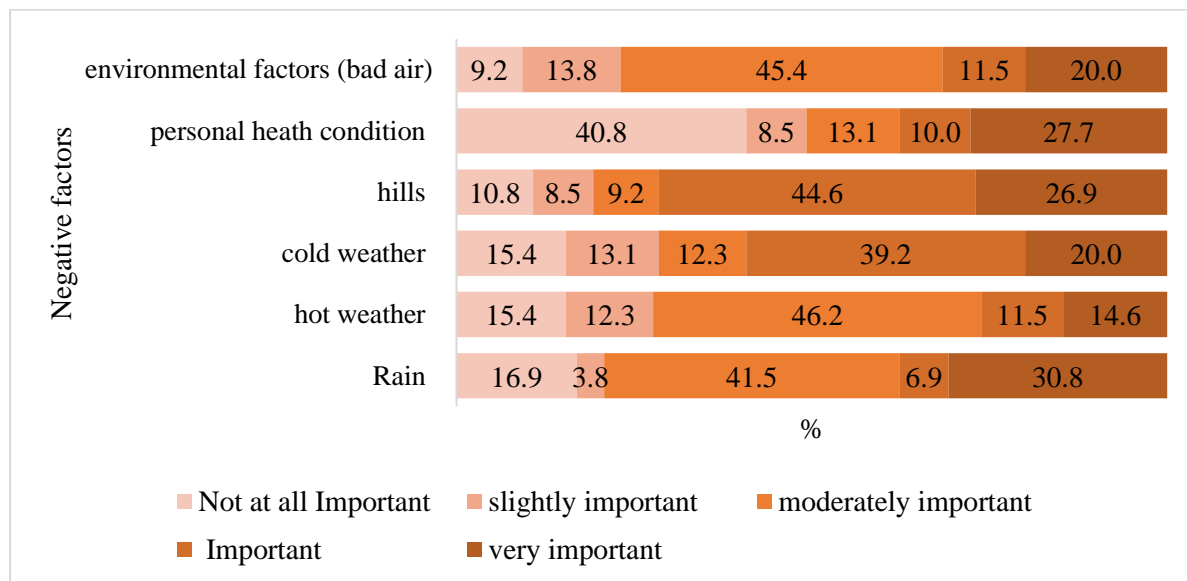 Negative factors
environmental factors (bad air) 9.2 13.8 45.4 11.5 20.0
personal heath condition 40.8 8.5 13.1 10.0 27.7
hills 10.8 8.5 9.2 44.6 26.9
cold weather 15.4 13.1 12.3 39.2 20.0
hot weather 15.4 12.3 46.2 11.5 14.6
Rain 16.9 3.8 41.5 6.9 30.8
%
Not at all Important slightly important moderately important
Important very important